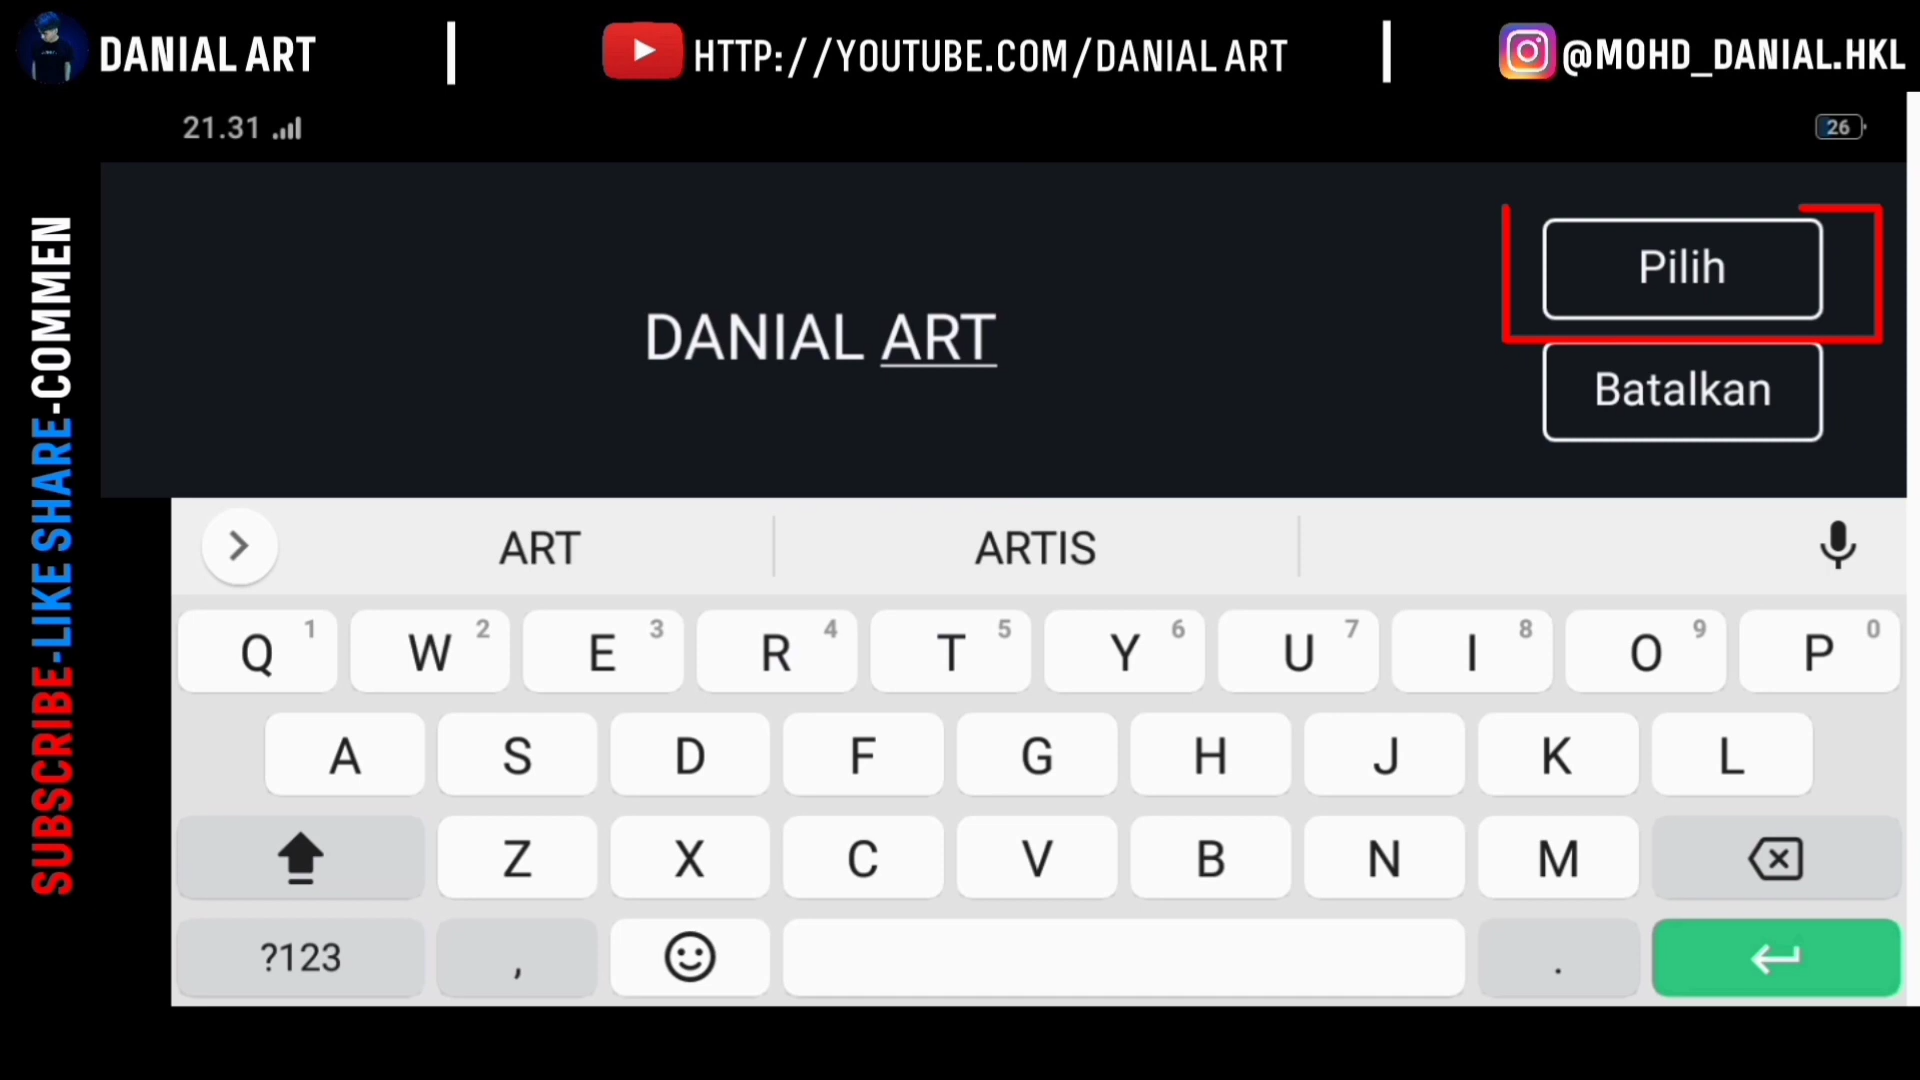 DANIAL ART | HTTP://YOUTUBE.COM/DANIAL ART | @MOHD_DANIAL.HKL
21.31 26
SUBSCRIBE-LIKE SHARE-COMMEN
Pilih
DANIAL ART
Batalkan
ART ARTIS
Q 1 W 2 E 3 R 4 T 5 Y 6 U 7 I 8 O 9 P 0
A S D F G H J K L
Z X C V B N M
?123 , .